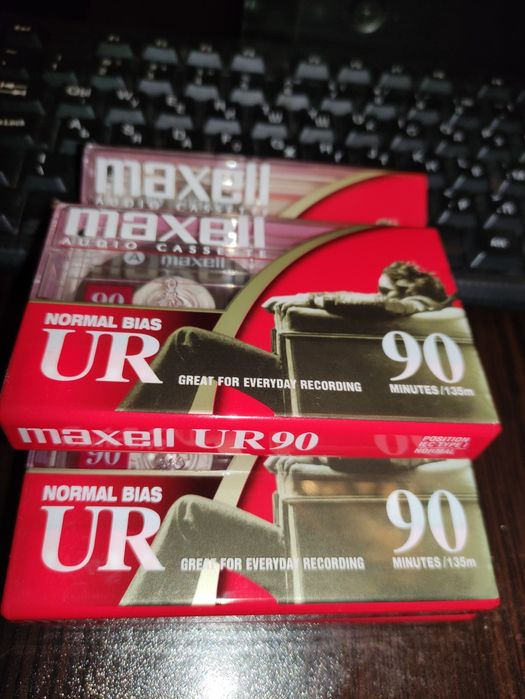 maxell
AUDIO CASSETTE
maxell
AUDIO CASSETTE
A maxell
90
NORMAL BIAS
UR
GREAT FOR EVERYDAY RECORDING
90
MINUTES/135m
maxell UR90
POSITION
IEC TYPE I
NORMAL
90
NORMAL BIAS
UR
GREAT FOR EVERYDAY RECORDING
90
MINUTES/135m